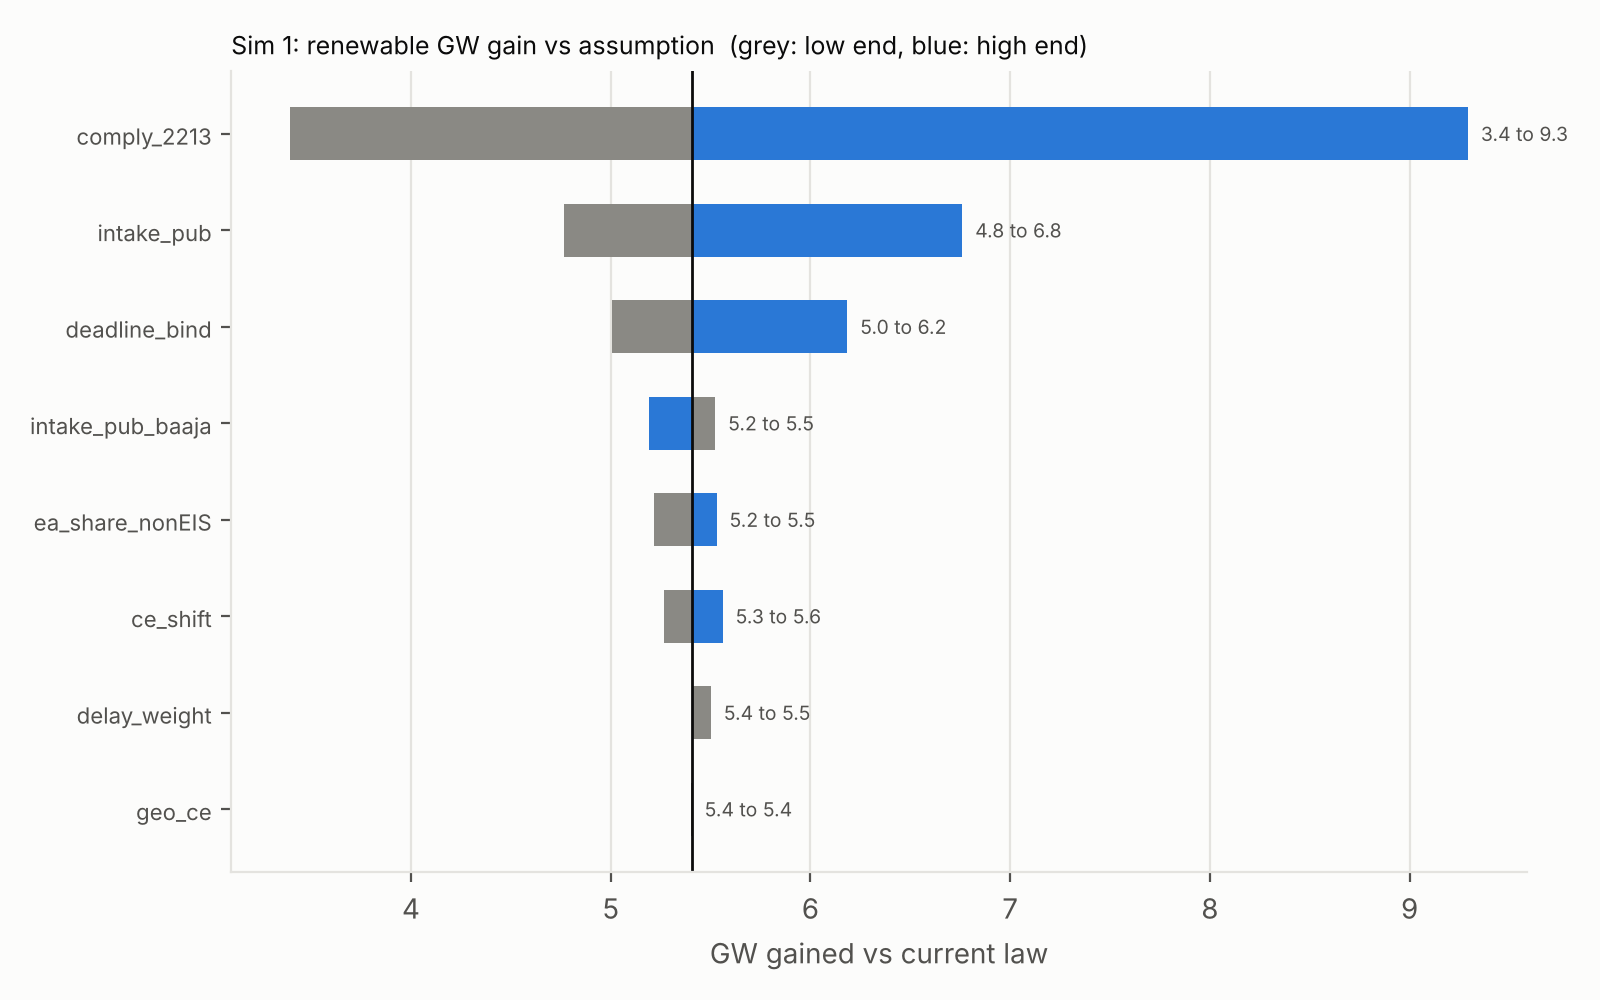 Sim 1: renewable GW gain vs assumption  (grey: low end, blue: high end)
comply_2213
3.4 to 9.3
intake_pub
4.8 to 6.8
deadline_bind
5.0 to 6.2
intake_pub_baaja
5.2 to 5.5
ea_share_nonEIS
5.2 to 5.5
ce_shift
5.3 to 5.6
delay_weight
5.4 to 5.5
geo_ce
5.4 to 5.4
4 5 6 7 8 9
GW gained vs current law